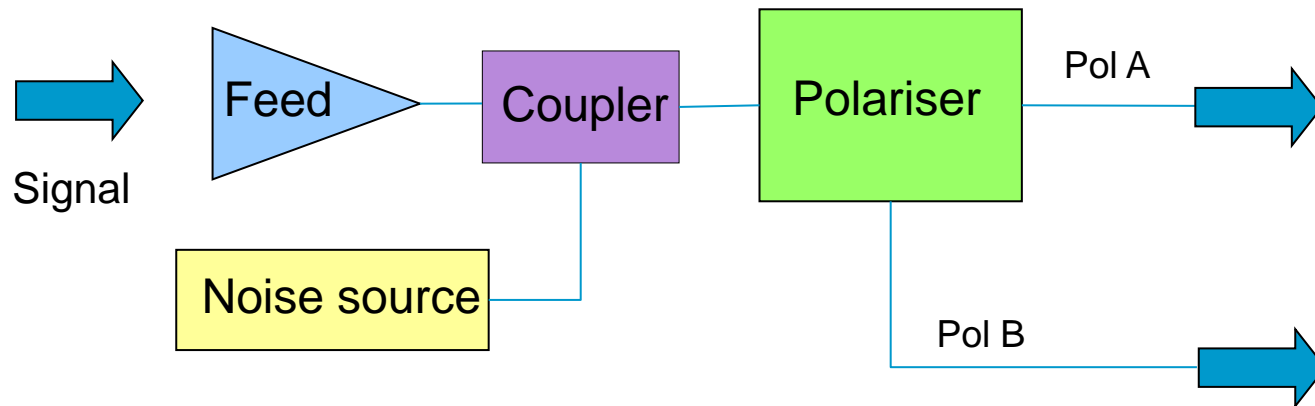 Signal
Feed
Coupler
Polariser
Pol A
Noise source
Pol B